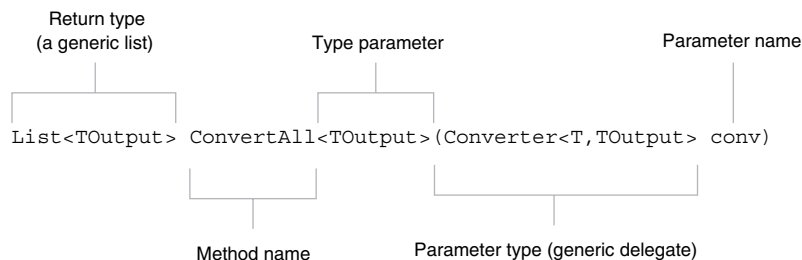 Return type
(a generic list)
Type parameter
Parameter name
List<TOutput> ConvertAll<TOutput>(Converter<T,TOutput> conv)
Method name
Parameter type (generic delegate)